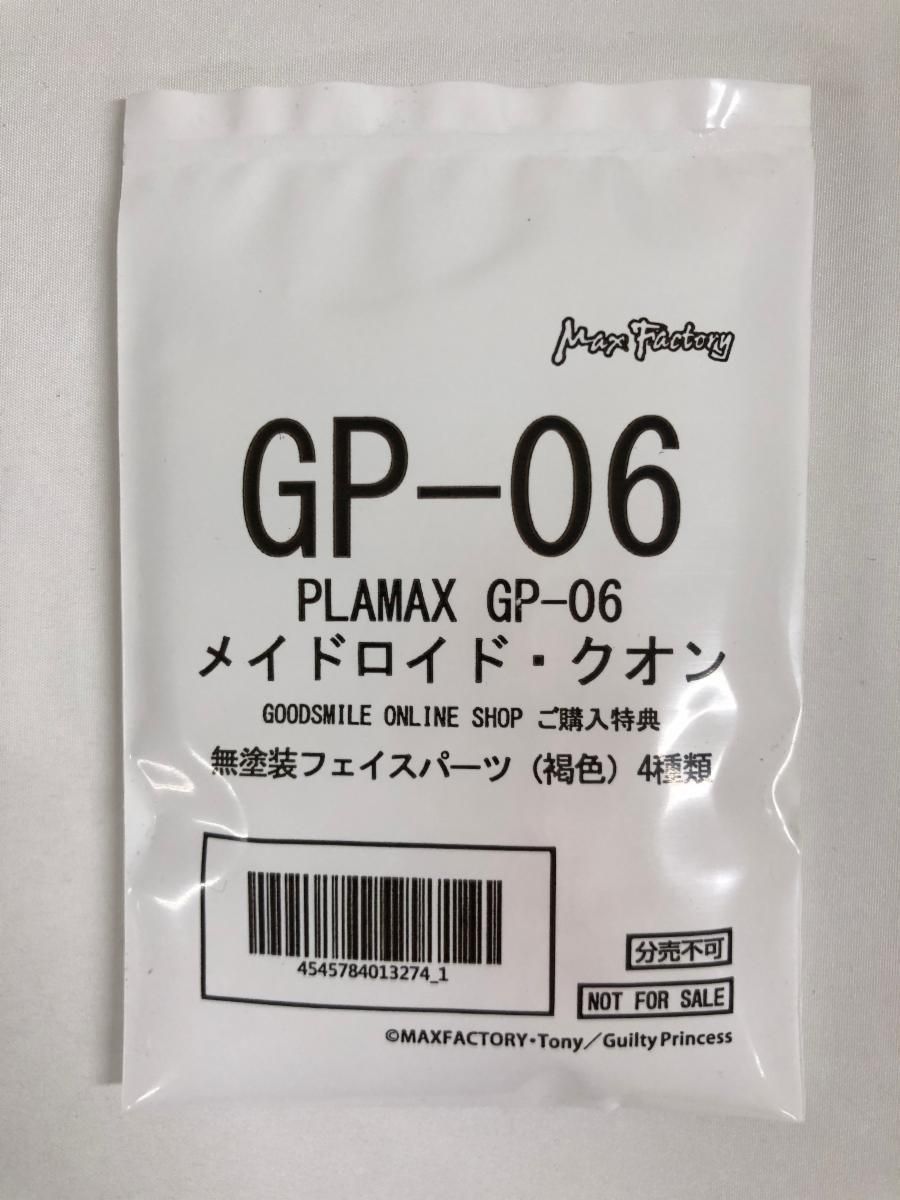 Max Factory
GP-06
PLAMAX GP-06
メイドロイド・クオン
GOODSMILE ONLINE SHOP ご購入特典
無塗装フェイスパーツ（褐色）4種類
4545784013274_1
分売不可
NOT FOR SALE
©MAXFACTORY・Tony／Guilty Princess